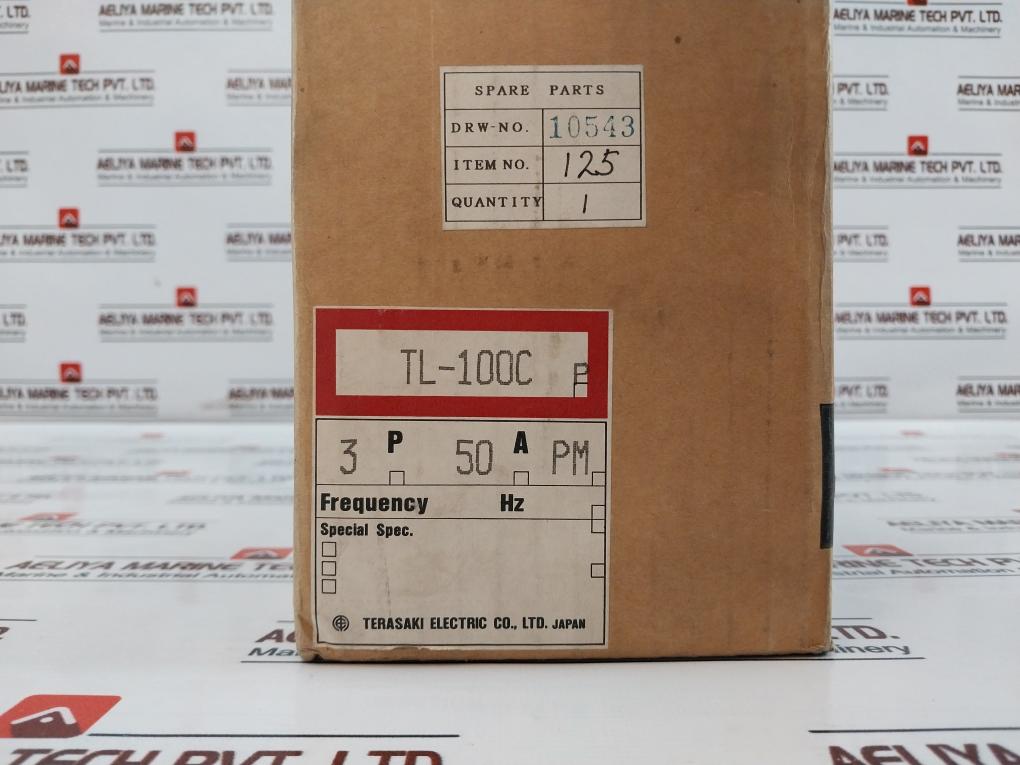 SPARE PARTS
DRW-NO. 10543
ITEM NO. 125
QUANTITY 1
TL-100C P
3 P 50 A PM
Frequency Hz
Special Spec.
TERASAKI ELECTRIC CO., LTD. JAPAN
AELIYA MARINE TECH PVT. LTD.
Marine & Industrial Automation & Machinery